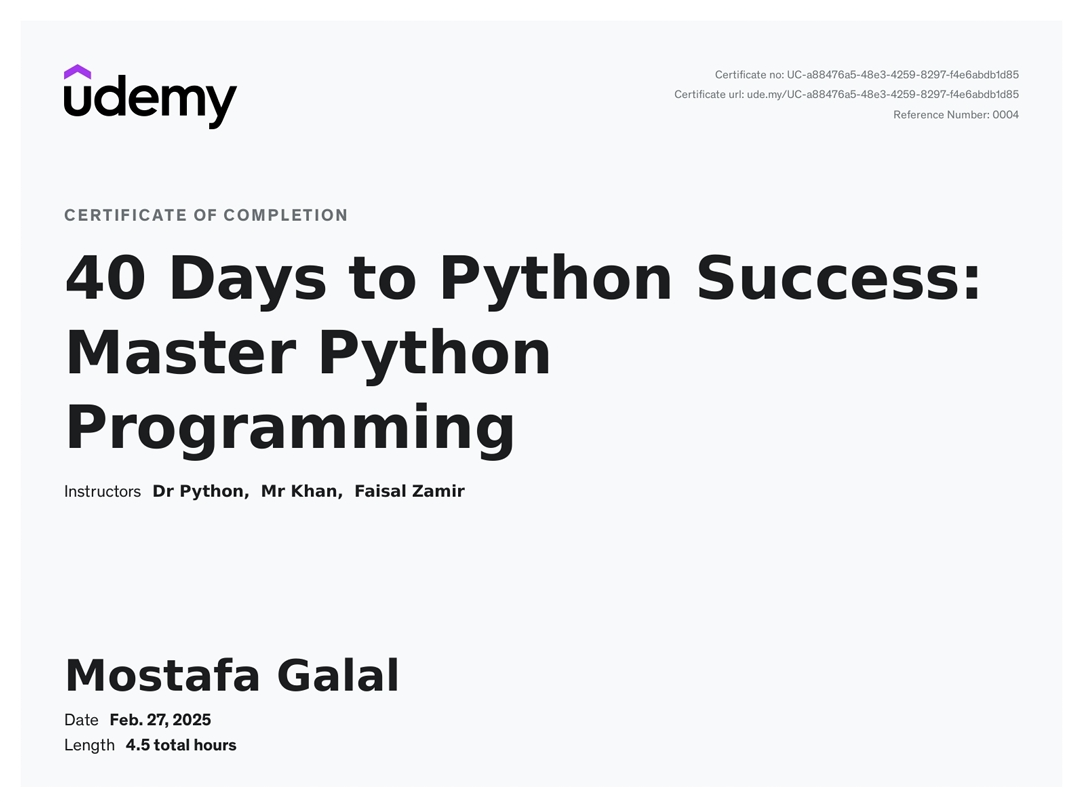 udemy
Certificate no: UC-a88476a5-48e3-4259-8297-f4e6abdb1d85
Certificate url: ude.my/UC-a88476a5-48e3-4259-8297-f4e6abdb1d85
Reference Number: 0004
CERTIFICATE OF COMPLETION
40 Days to Python Success:
Master Python
Programming
Instructors Dr Python, Mr Khan, Faisal Zamir
Mostafa Galal
Date Feb. 27, 2025
Length 4.5 total hours